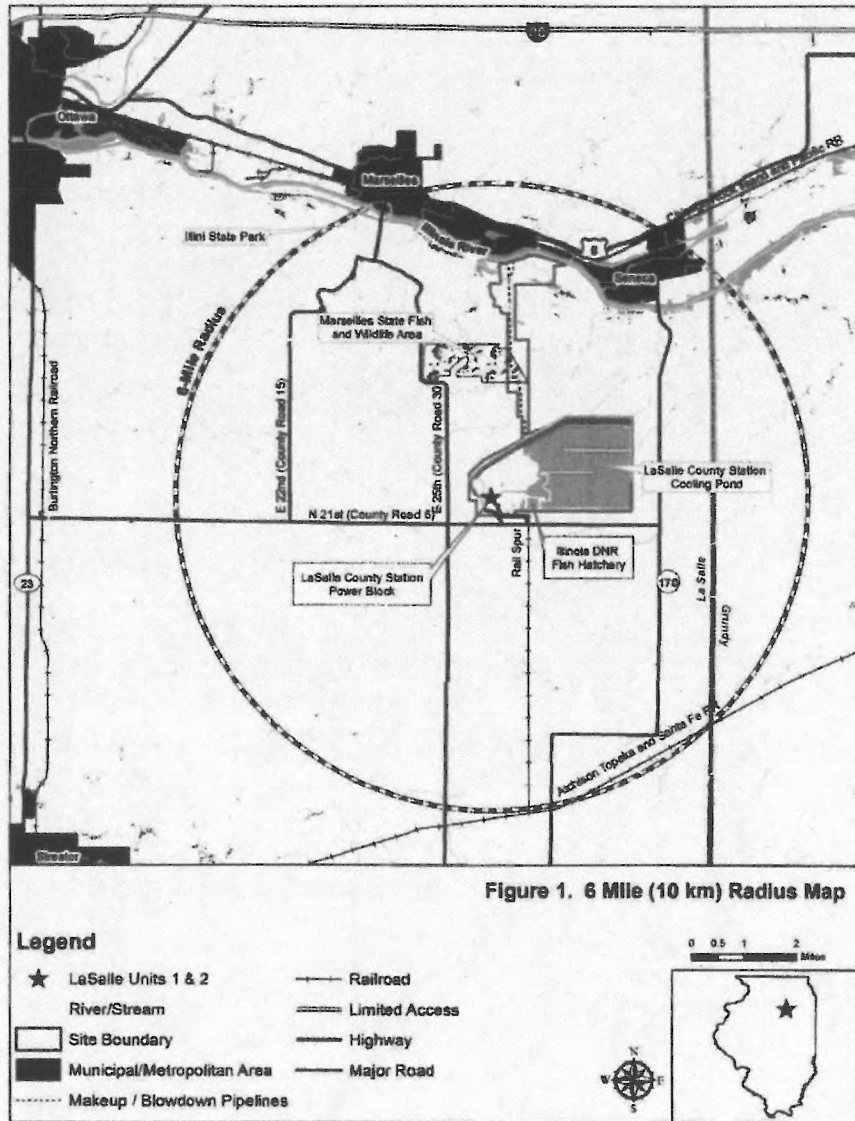 Ottawa
Marseilles
Illini State Park
Illinois River
6
Seneca
6-Mile Radius
Marseilles State Fish
and Wildlife Area
Burlington Northern Railroad
E 22nd (County Road 15)
E 25th (County Road 30)
LaSalle County Station
Cooling Pond
N 21st (County Road 6)
Rail Spur
Illinois DNR
Fish Hatchery
LaSalle County Station
Power Block
23
170
La Salle
Grundy
Atchison Topeka and Santa Fe RR
Streator
Figure 1. 6 Mile (10 km) Radius Map
Legend
0 0.5 1 2
Miles
LaSalle Units 1 & 2
Railroad
River/Stream
Limited Access
Site Boundary
Highway
Municipal/Metropolitan Area
Major Road
Makeup / Blowdown Pipelines
N
W E
S